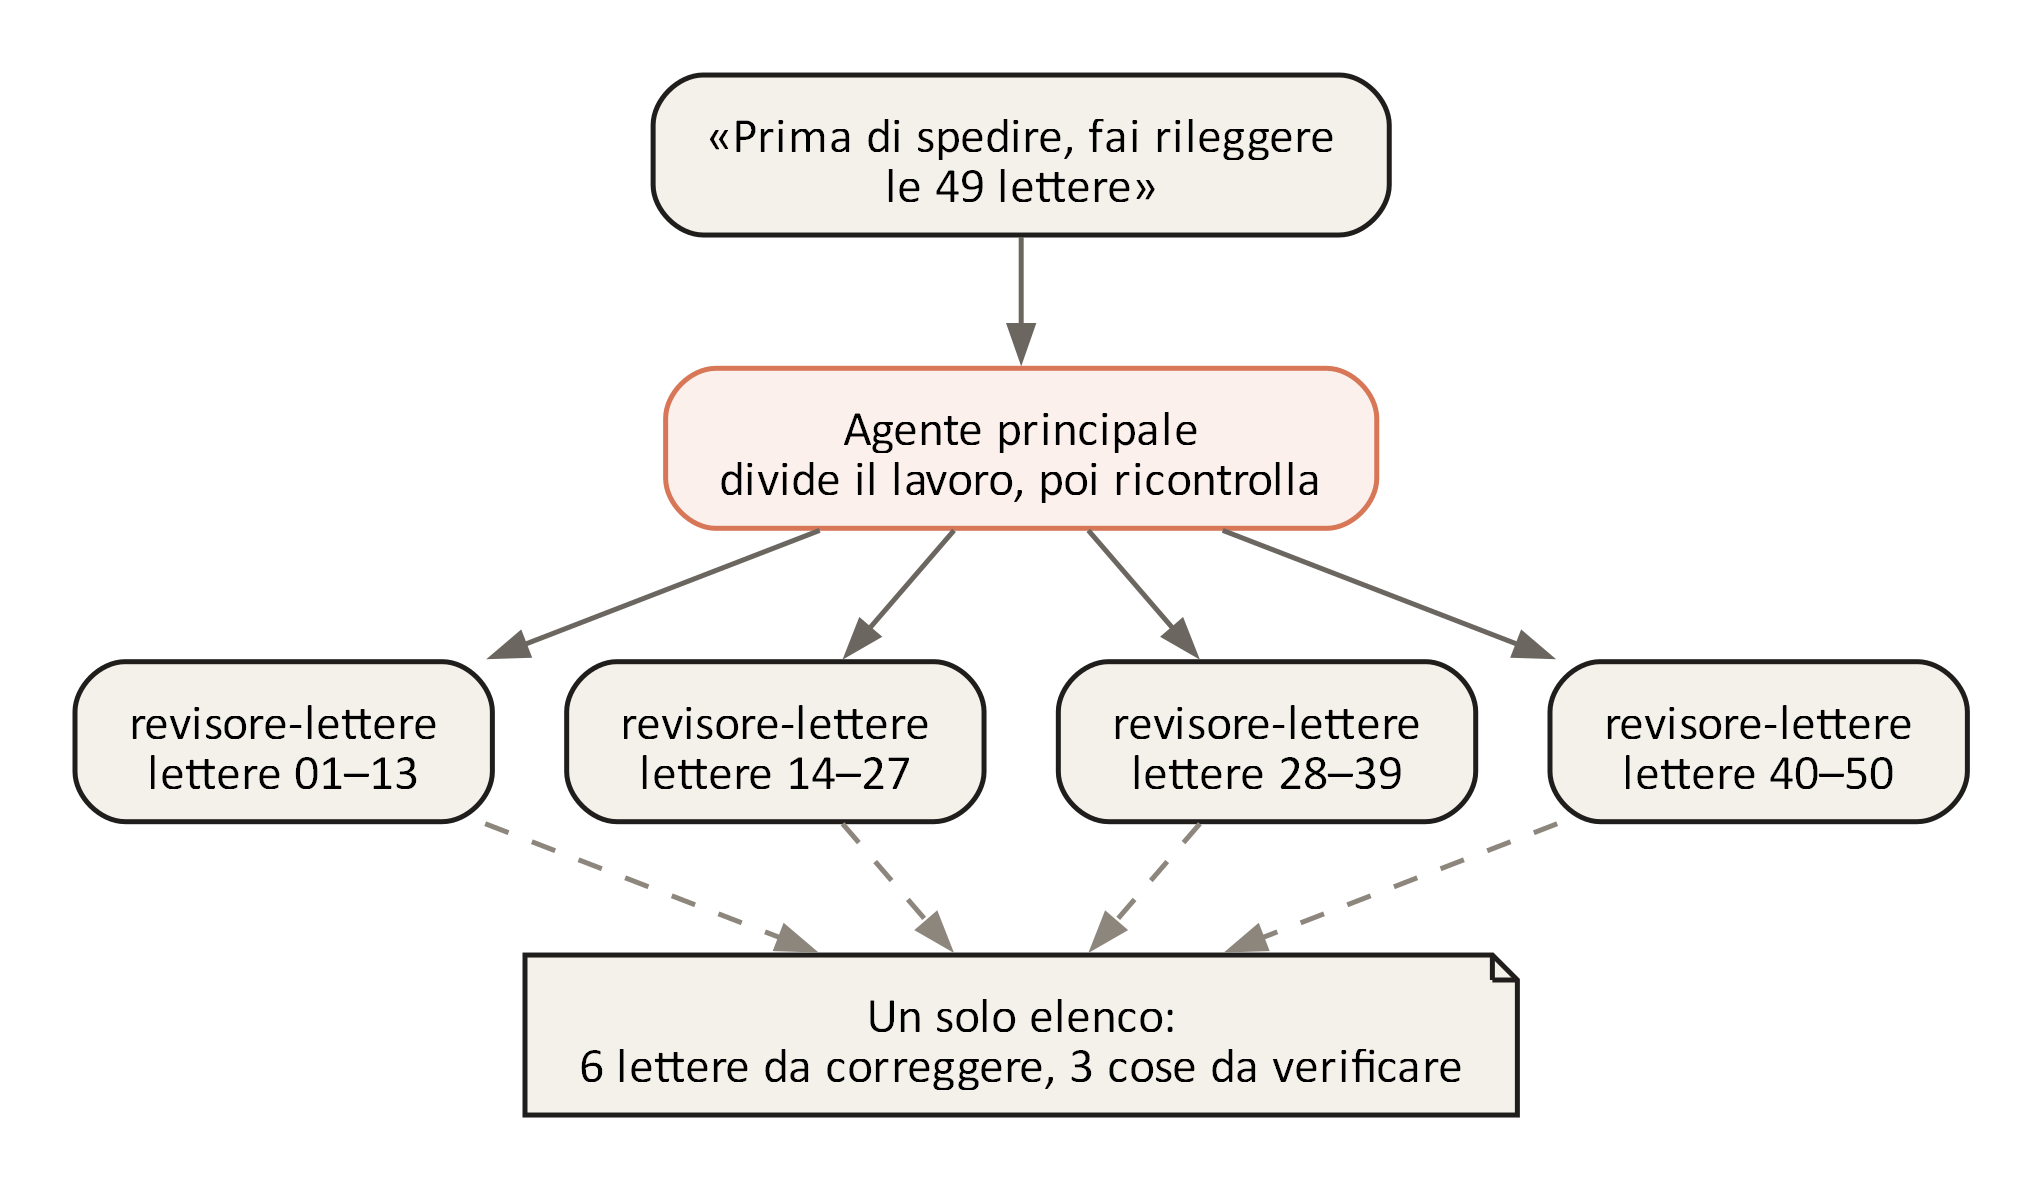 «Prima di spedire, fai rileggere
le 49 lettere»
Agente principale
divide il lavoro, poi ricontrolla
revisore-lettere
lettere 01–13
revisore-lettere
lettere 14–27
revisore-lettere
lettere 28–39
revisore-lettere
lettere 40–50
Un solo elenco:
6 lettere da correggere, 3 cose da verificare